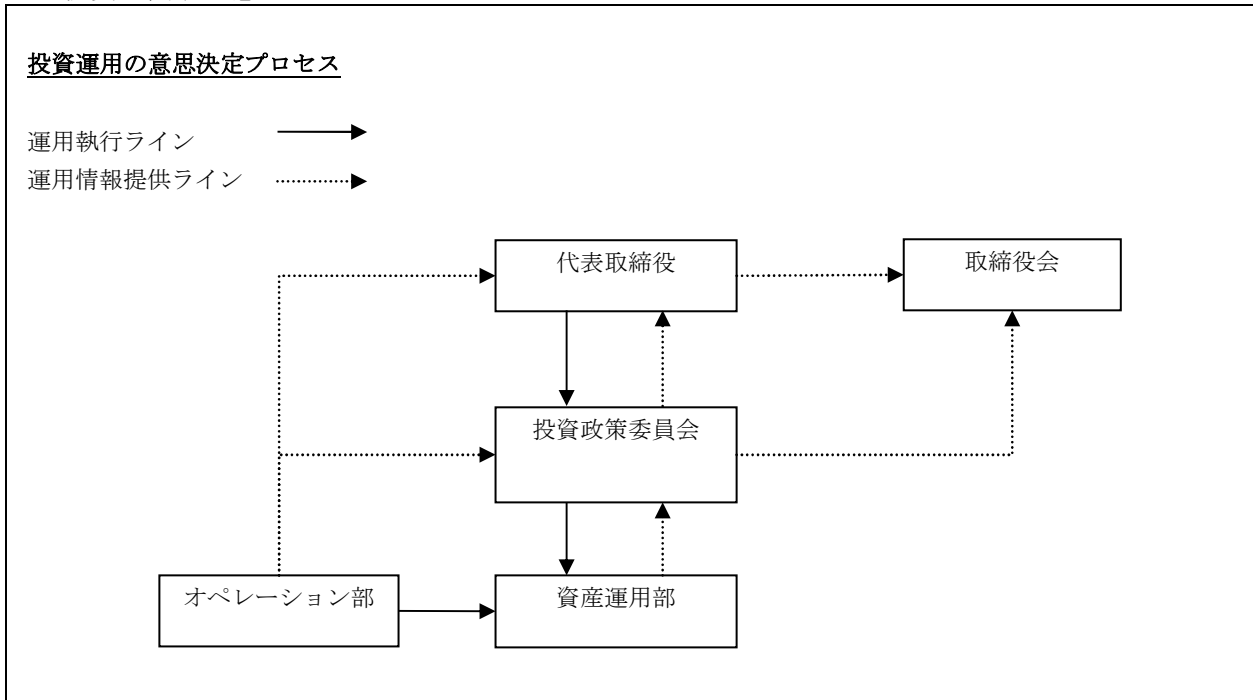 投資運用の意思決定プロセス
運用執行ライン
運用情報提供ライン
代表取締役
取締役会
投資政策委員会
オペレーション部
資産運用部